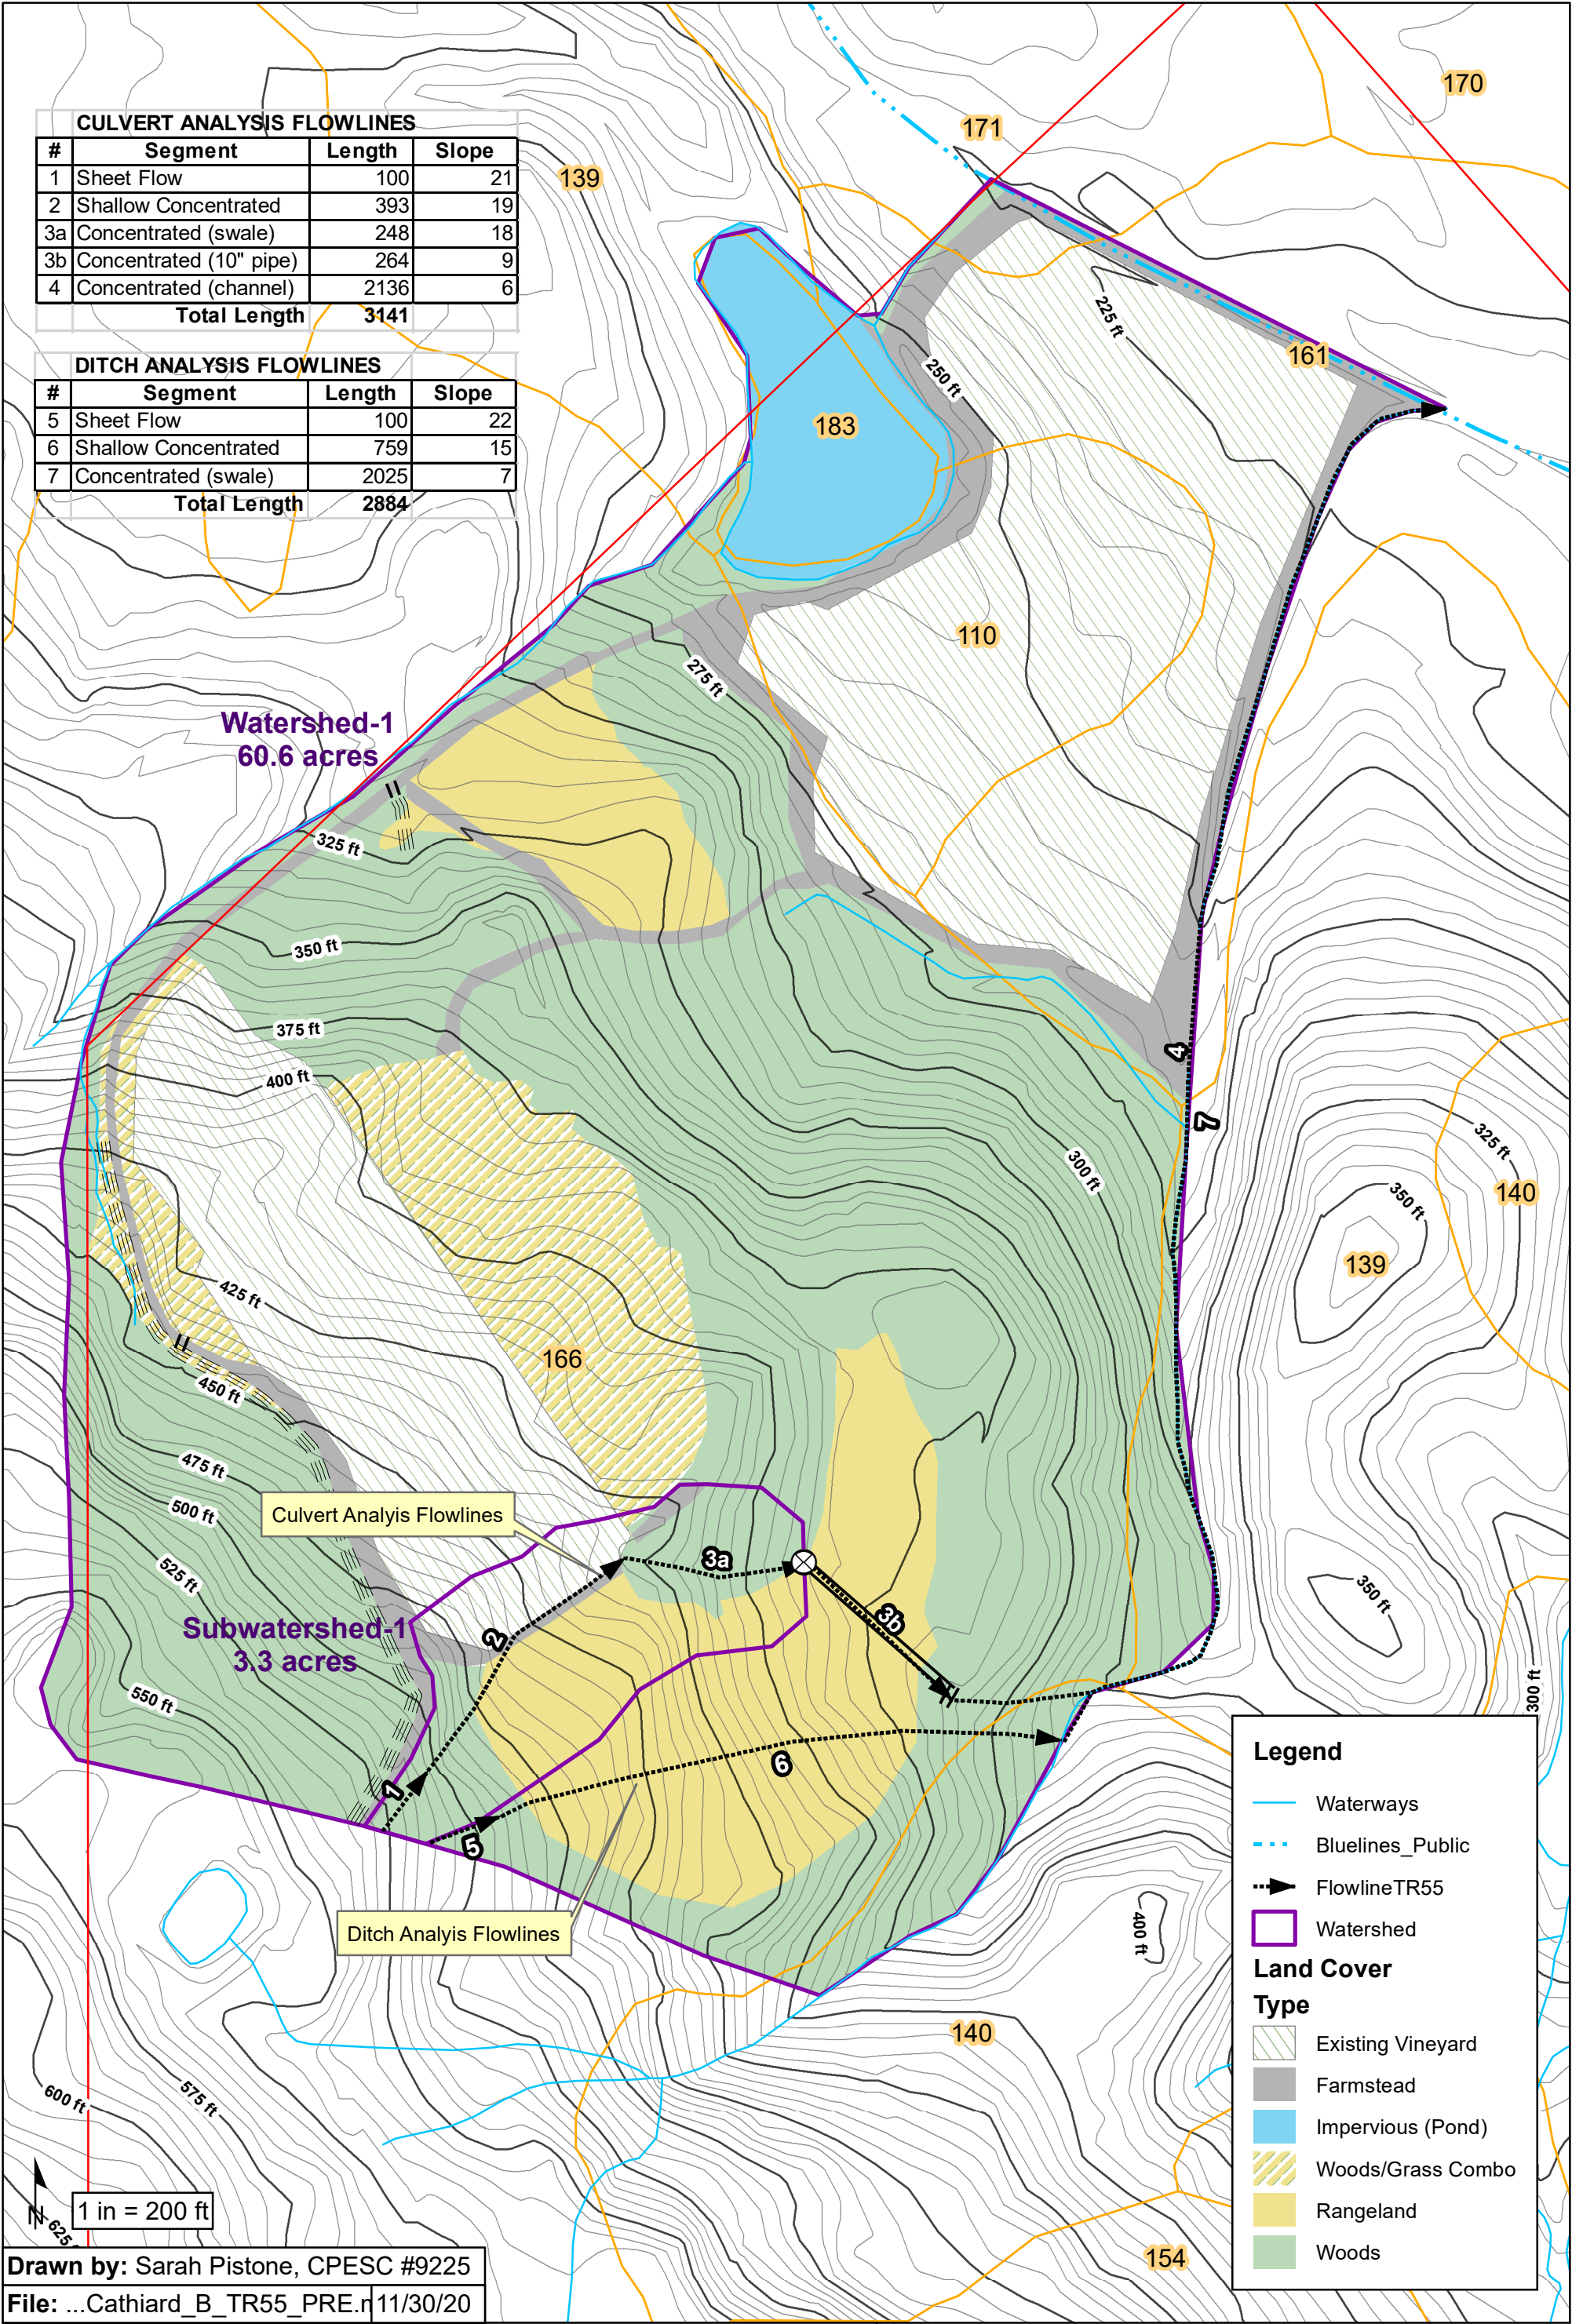 CULVERT ANALYSIS FLOWLINES
# Segment Length Slope
1 Sheet Flow 100 21
2 Shallow Concentrated 393 19
3a Concentrated (swale) 248 18
3b Concentrated (10" pipe) 264 9
4 Concentrated (channel) 2136 6
Total Length 3141
DITCH ANALYSIS FLOWLINES
# Segment Length Slope
5 Sheet Flow 100 22
6 Shallow Concentrated 759 15
7 Concentrated (swale) 2025 7
Total Length 2884
170
171
139
225 ft
161
250 ft
183
110
275 ft
Watershed-1
60.6 acres
325 ft
350 ft
375 ft
400 ft
4
7
300 ft
325 ft
350 ft
140
139
425 ft
166
450 ft
475 ft
500 ft
Culvert Analyis Flowlines
3a
525 ft
350 ft
Subwatershed-1
3.3 acres
2
3b
550 ft
300 ft
6
1
5
Ditch Analyis Flowlines
400 ft
140
600 ft
575 ft
625
154
Legend
Waterways
Bluelines_Public
FlowlineTR55
Watershed
Land Cover
Type
Existing Vineyard
Farmstead
Impervious (Pond)
Woods/Grass Combo
Rangeland
Woods
N
1 in = 200 ft
Drawn by: Sarah Pistone, CPESC #9225
File: ...Cathiard_B_TR55_PRE.m 11/30/20